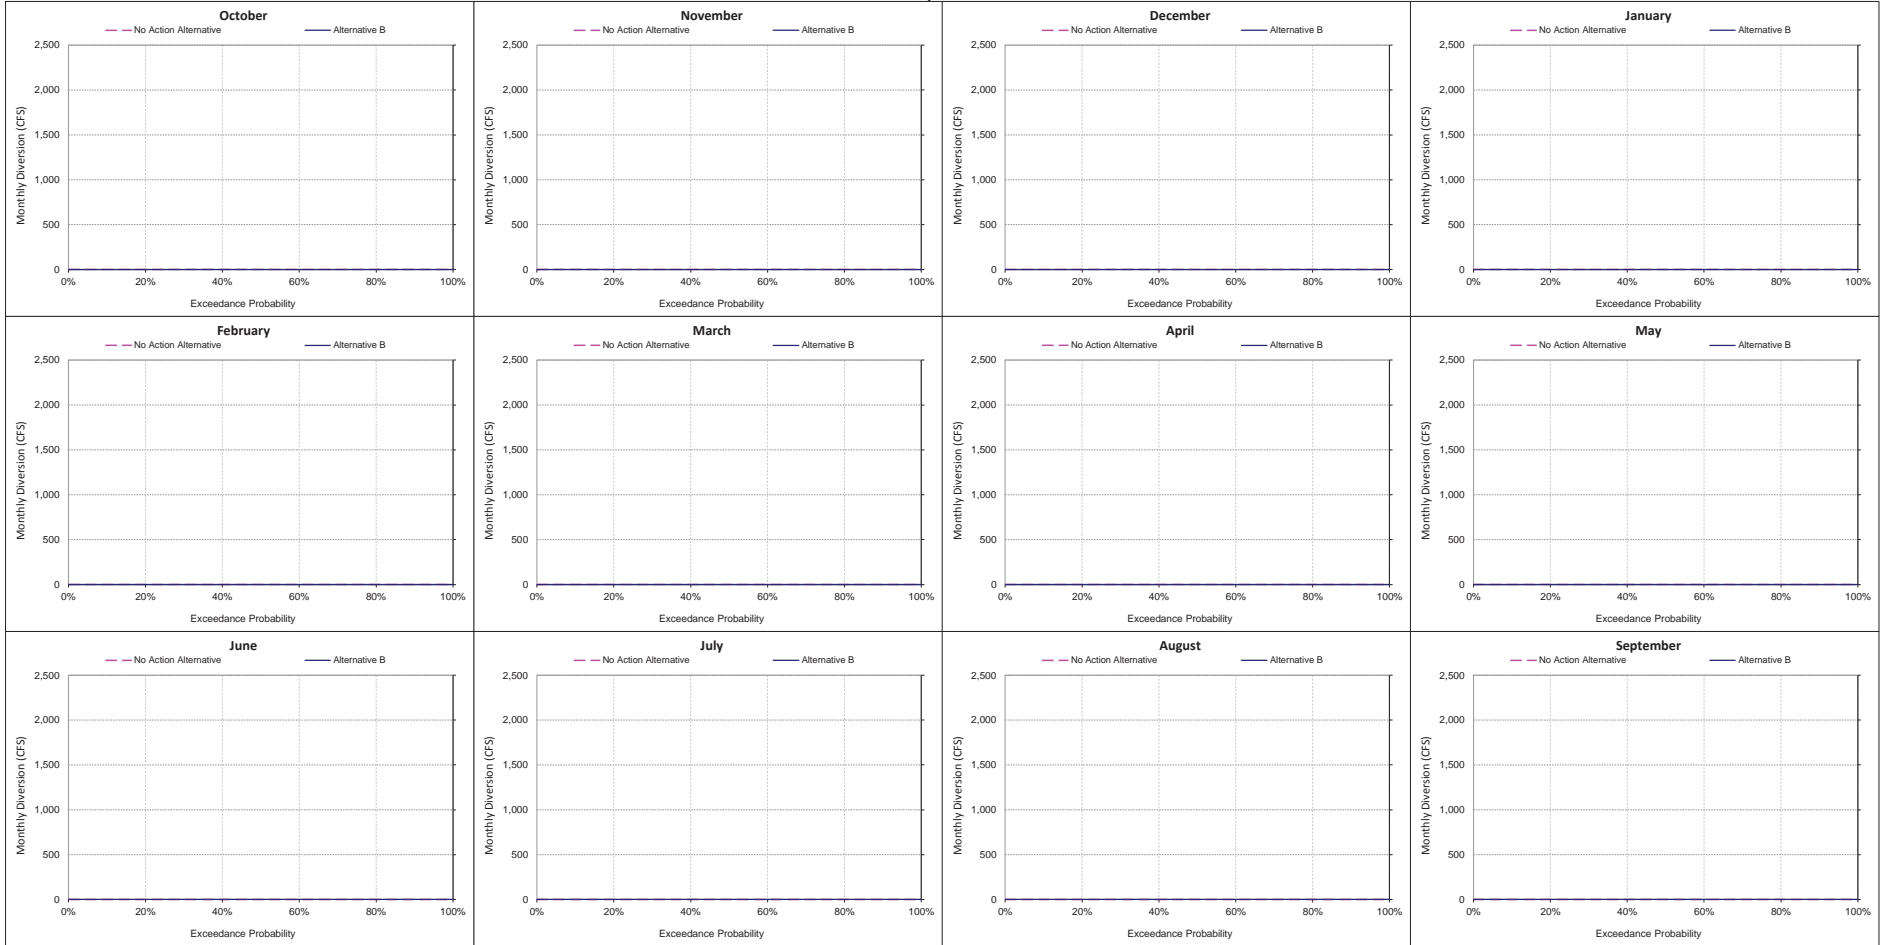 October
No Action Alternative Alternative B
2,500
2,000
1,500
1,000
500
0
0% 20% 40% 60% 80% 100%
Monthly Diversion (CFS)
Exceedance Probability
November
No Action Alternative Alternative B
2,500
2,000
1,500
1,000
500
0
0% 20% 40% 60% 80% 100%
Monthly Diversion (CFS)
Exceedance Probability
December
No Action Alternative Alternative B
2,500
2,000
1,500
1,000
500
0
0% 20% 40% 60% 80% 100%
Monthly Diversion (CFS)
Exceedance Probability
January
No Action Alternative Alternative B
2,500
2,000
1,500
1,000
500
0
0% 20% 40% 60% 80% 100%
Monthly Diversion (CFS)
Exceedance Probability
February
No Action Alternative Alternative B
2,500
2,000
1,500
1,000
500
0
0% 20% 40% 60% 80% 100%
Monthly Diversion (CFS)
Exceedance Probability
March
No Action Alternative Alternative B
2,500
2,000
1,500
1,000
500
0
0% 20% 40% 60% 80% 100%
Monthly Diversion (CFS)
Exceedance Probability
April
No Action Alternative Alternative B
2,500
2,000
1,500
1,000
500
0
0% 20% 40% 60% 80% 100%
Monthly Diversion (CFS)
Exceedance Probability
May
No Action Alternative Alternative B
2,500
2,000
1,500
1,000
500
0
0% 20% 40% 60% 80% 100%
Monthly Diversion (CFS)
Exceedance Probability
June
No Action Alternative Alternative B
2,500
2,000
1,500
1,000
500
0
0% 20% 40% 60% 80% 100%
Monthly Diversion (CFS)
Exceedance Probability
July
No Action Alternative Alternative B
2,500
2,000
1,500
1,000
500
0
0% 20% 40% 60% 80% 100%
Monthly Diversion (CFS)
Exceedance Probability
August
No Action Alternative Alternative B
2,500
2,000
1,500
1,000
500
0
0% 20% 40% 60% 80% 100%
Monthly Diversion (CFS)
Exceedance Probability
September
No Action Alternative Alternative B
2,500
2,000
1,500
1,000
500
0
0% 20% 40% 60% 80% 100%
Monthly Diversion (CFS)
Exceedance Probability